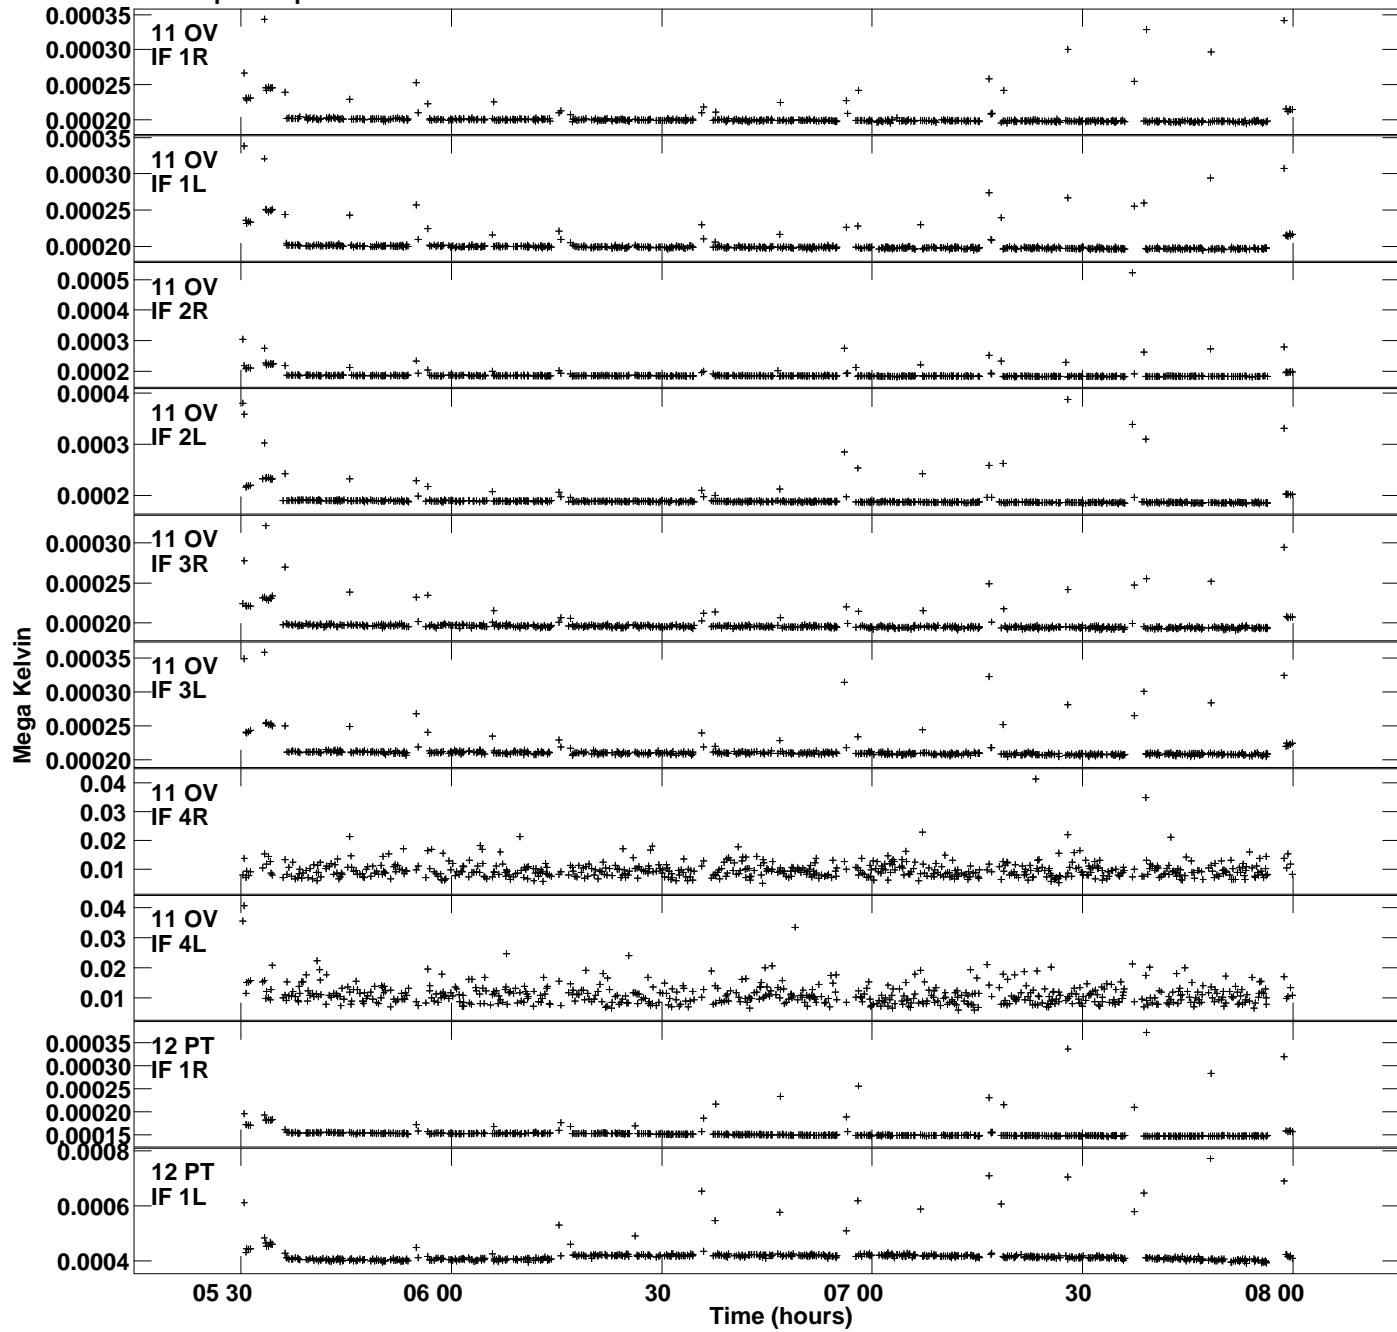 0.00035
0.00030
0.00025
0.00020
11 OV
IF 1R
0.00035
0.00030
0.00025
0.00020
11 OV
IF 1L
0.0005
0.0004
0.0003
0.0002
11 OV
IF 2R
0.0004
0.0003
0.0002
11 OV
IF 2L
0.00030
0.00025
0.00020
11 OV
IF 3R
0.00035
0.00030
0.00025
0.00020
11 OV
IF 3L
0.04
0.03
0.02
0.01
11 OV
IF 4R
0.04
0.03
0.02
0.01
11 OV
IF 4L
0.00035
0.00030
0.00025
0.00020
0.00015
12 PT
IF 1R
0.0008
0.0006
0.0004
12 PT
IF 1L
Mega Kelvin
05 30 06 00 30 07 00 30 08 00
Time (hours)